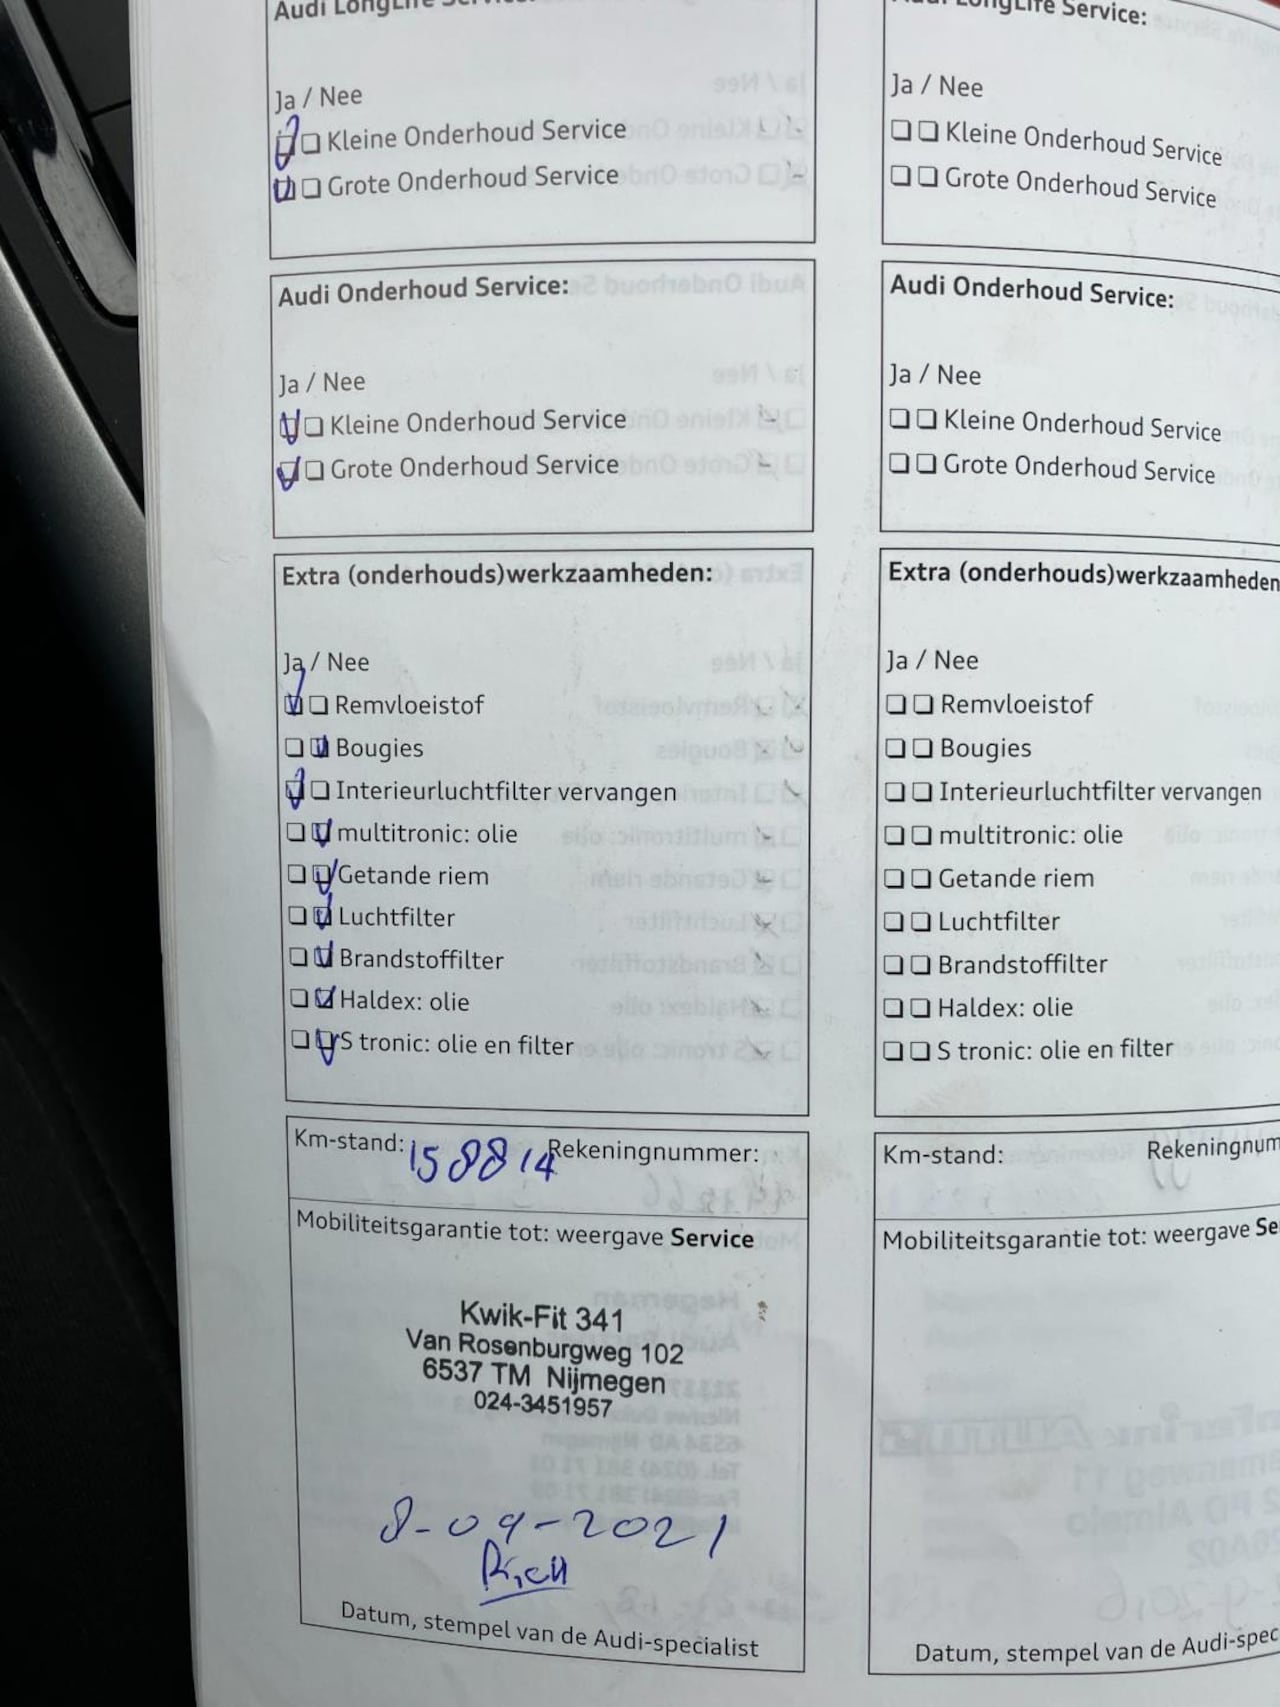 Audi LongLife Service:
Ja / Nee
Kleine Onderhoud Service
Grote Onderhoud Service
Audi Onderhoud Service:
Ja / Nee
Kleine Onderhoud Service
Grote Onderhoud Service
Extra (onderhouds)werkzaamheden:
Ja / Nee
Remvloeistof
Bougies
Interieurluchtfilter vervangen
multitronic: olie
Getande riem
Luchtfilter
Brandstoffilter
Haldex: olie
S tronic: olie en filter
Km-stand: 158814 Rekeningnummer:
Mobiliteitsgarantie tot: weergave Service
Kwik-Fit 341
Van Rosenburgweg 102
6537 TM Nijmegen
024-3451957
8-09-2021
Datum, stempel van de Audi-specialist
LongLife Service:
Ja / Nee
Kleine Onderhoud Service
Grote Onderhoud Service
Audi Onderhoud Service:
Ja / Nee
Kleine Onderhoud Service
Grote Onderhoud Service
Extra (onderhouds)werkzaamheden
Ja / Nee
Remvloeistof
Bougies
Interieurluchtfilter vervangen
multitronic: olie
Getande riem
Luchtfilter
Brandstoffilter
Haldex: olie
S tronic: olie en filter
Km-stand: Rekeningnum
Mobiliteitsgarantie tot: weergave Se
Datum, stempel van de Audi-spec